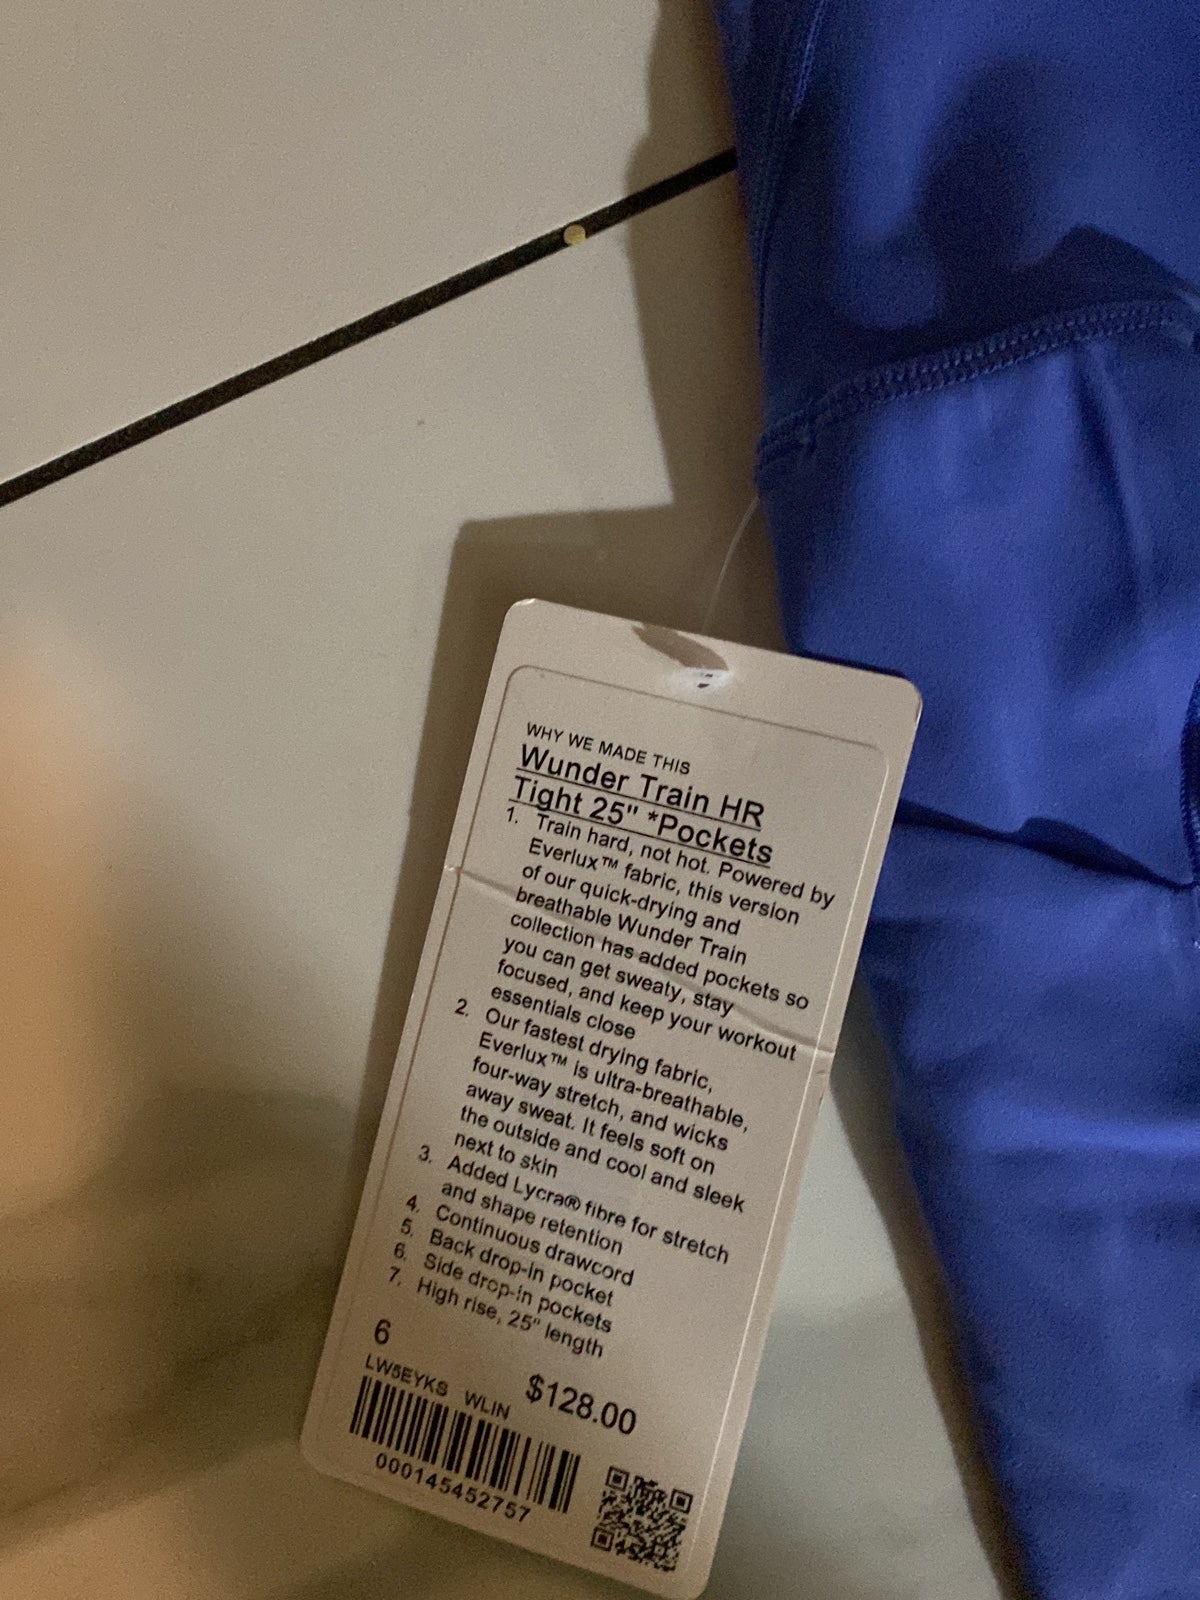 WHY WE MADE THIS
Wunder Train HR
Tight 25" *Pockets
1. Train hard, not hot. Powered by
Everlux™ fabric, this version
of our quick-drying and
breathable Wunder Train
collection has added pockets so
you can get sweaty, stay
focused, and keep your workout
essentials close
2. Our fastest drying fabric,
Everlux™ is ultra-breathable,
four-way stretch, and wicks
away sweat. It feels soft on
the outside and cool and sleek
next to skin
3. Added Lycra® fibre for stretch
and shape retention
4. Continuous drawcord
5. Back drop-in pocket
6. Side drop-in pockets
7. High rise, 25" length
6
LW5EYKS WLIN $128.00
000145452757